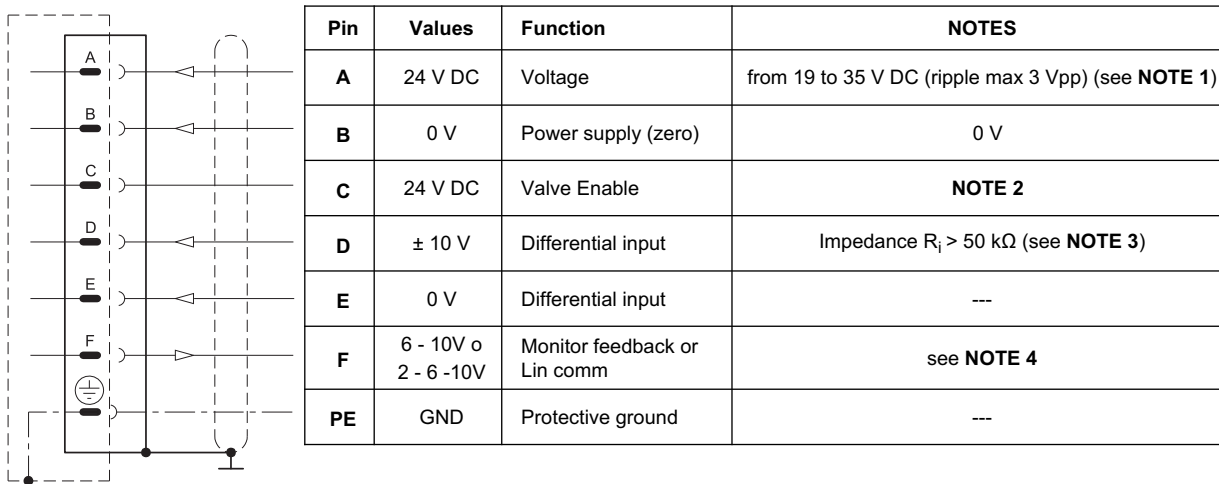 A
B
C
D
E
F
Pin Values Function NOTES
A 24 V DC Voltage from 19 to 35 V DC (ripple max 3 Vpp) (see NOTE 1)
B 0 V Power supply (zero) 0 V
C 24 V DC Valve Enable NOTE 2
D ± 10 V Differential input Impedance Ri > 50 kΩ (see NOTE 3)
E 0 V Differential input ---
F 6 - 10V o Monitor feedback or see NOTE 4
2 - 6 -10V Lin comm
PE GND Protective ground ---